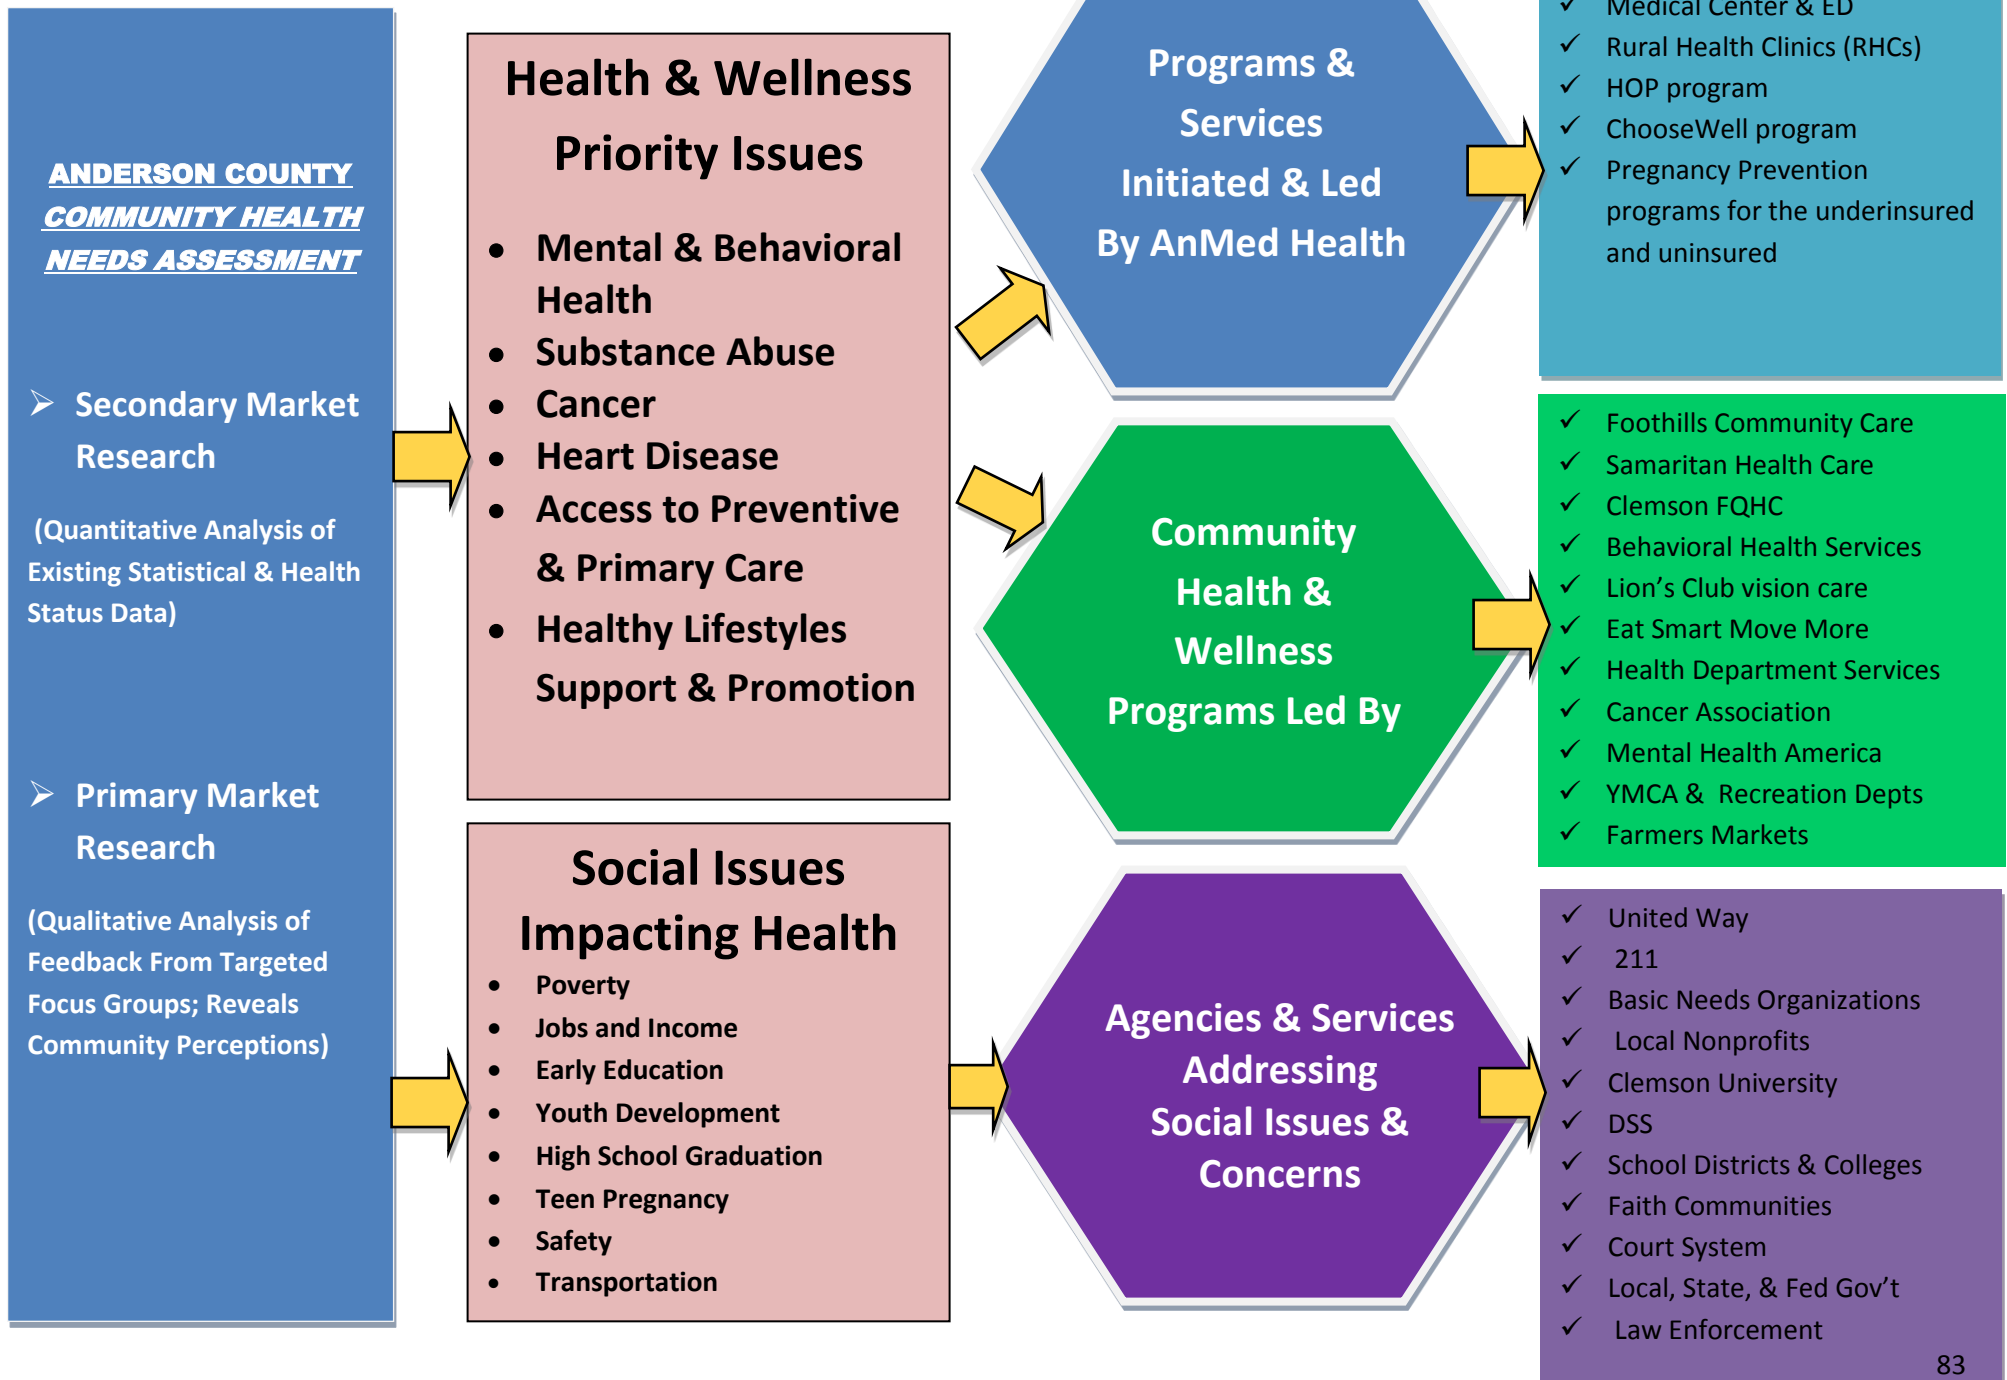 ANDERSON COUNTY
COMMUNITY HEALTH
NEEDS ASSESSMENT
➢ Secondary Market
Research
(Quantitative Analysis of
Existing Statistical & Health
Status Data)
➢ Primary Market
Research
(Qualitative Analysis of
Feedback From Targeted
Focus Groups; Reveals
Community Perceptions)
Health & Wellness
Priority Issues
• Mental & Behavioral
Health
• Substance Abuse
• Cancer
• Heart Disease
• Access to Preventive
& Primary Care
• Healthy Lifestyles
Support & Promotion
Social Issues
Impacting Health
• Poverty
• Jobs and Income
• Early Education
• Youth Development
• High School Graduation
• Teen Pregnancy
• Safety
• Transportation
Programs &
Services
Initiated & Led
By AnMed Health
Community
Health &
Wellness
Programs Led By
Agencies & Services
Addressing
Social Issues &
Concerns
✓ Medical Center & ED
✓ Rural Health Clinics (RHCs)
✓ HOP program
✓ ChooseWell program
✓ Pregnancy Prevention
programs for the underinsured
and uninsured
✓ Foothills Community Care
✓ Samaritan Health Care
✓ Clemson FQHC
✓ Behavioral Health Services
✓ Lion’s Club vision care
✓ Eat Smart Move More
✓ Health Department Services
✓ Cancer Association
✓ Mental Health America
✓ YMCA & Recreation Depts
✓ Farmers Markets
✓ United Way
✓ 211
✓ Basic Needs Organizations
✓ Local Nonprofits
✓ Clemson University
✓ DSS
✓ School Districts & Colleges
✓ Faith Communities
✓ Court System
✓ Local, State, & Fed Gov’t
✓ Law Enforcement
83